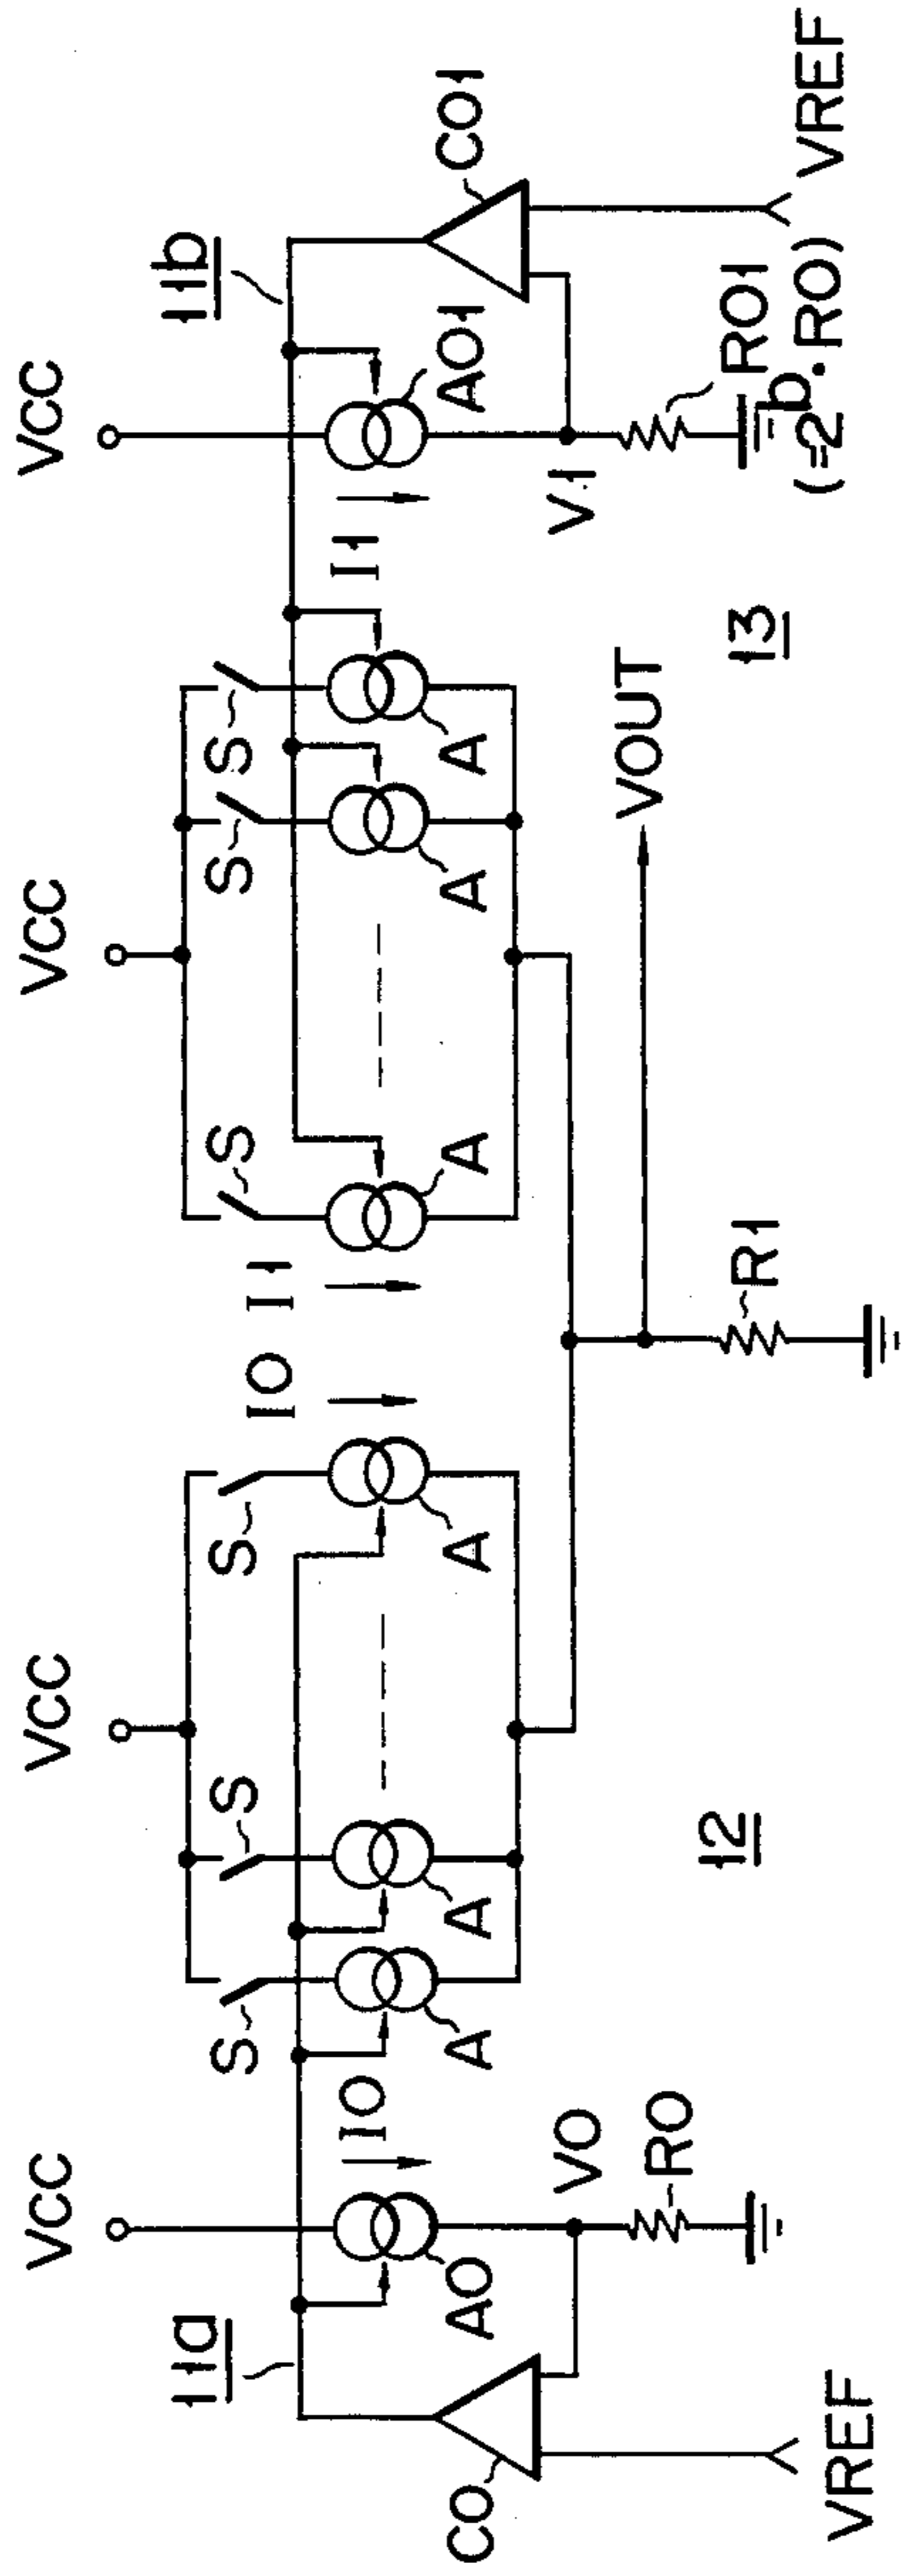 VCC
VCC
VCC
VCC
11a
11b
IO
I1
S
S
S
S
S
S
CO
AO
IO
A
A
A
A
A
A
I1
AO1
CO1
VO
V1
RO
RO1
(=2^b·RO)
VREF
VREF
12
13
R1
VOUT